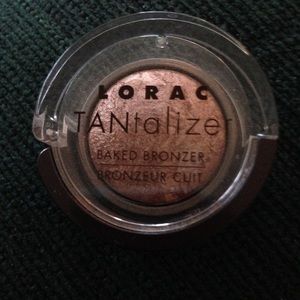 LORAC
TANtalizer
BAKED BRONZER
BRONZEUR CUIT